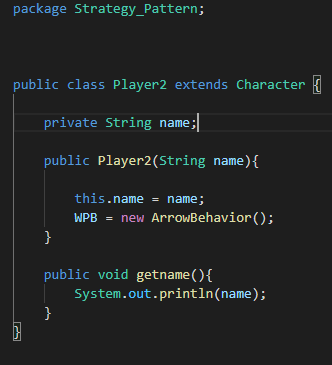 package Strategy_Pattern;
public class Player2 extends Character {
private String name;
public Player2(String name){
this.name = name;
WPB = new ArrowBehavior();
}
public void getname(){
System.out.println(name);
}
}